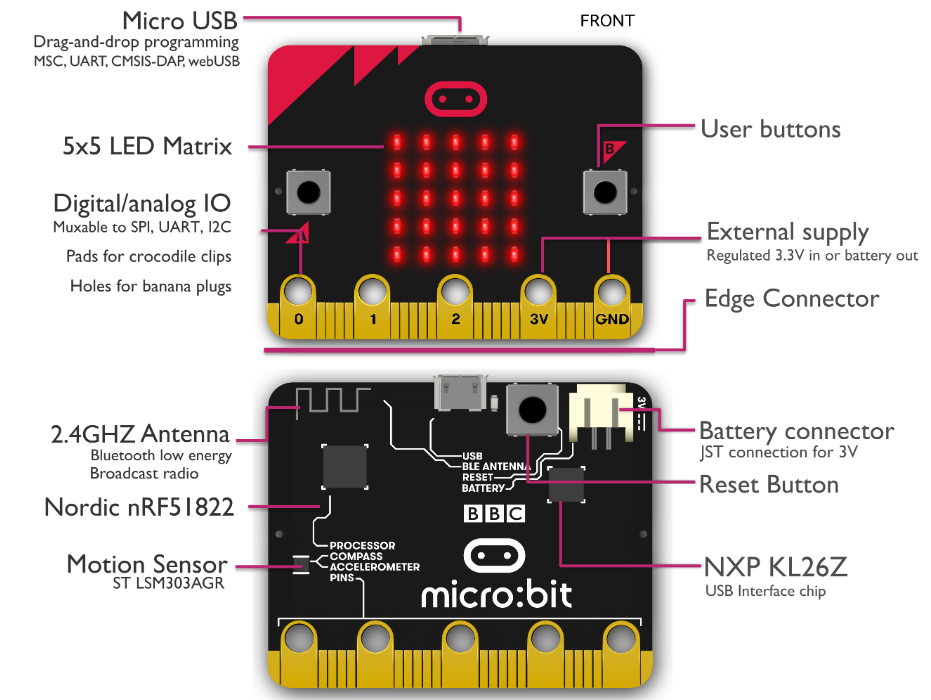 Micro USB
Drag-and-drop programming
MSC, UART, CMSIS-DAP, webUSB
FRONT
5x5 LED Matrix
User buttons
B
Digital/analog IO
Muxable to SPI, UART, I2C
A
Pads for crocodile clips
Holes for banana plugs
External supply
Regulated 3.3V in or battery out
Edge Connector
0 1 2 3V GND
2.4GHZ Antenna
Bluetooth low energy
Broadcast radio
3V
Battery connector
JST connection for 3V
USB
BLE ANTENNA
RESET
BATTERY
Reset Button
Nordic nRF51822
BBC
PROCESSOR
COMPASS
ACCELEROMETER
PINS
Motion Sensor
ST LSM303AGR
NXP KL26Z
USB Interface chip
micro:bit